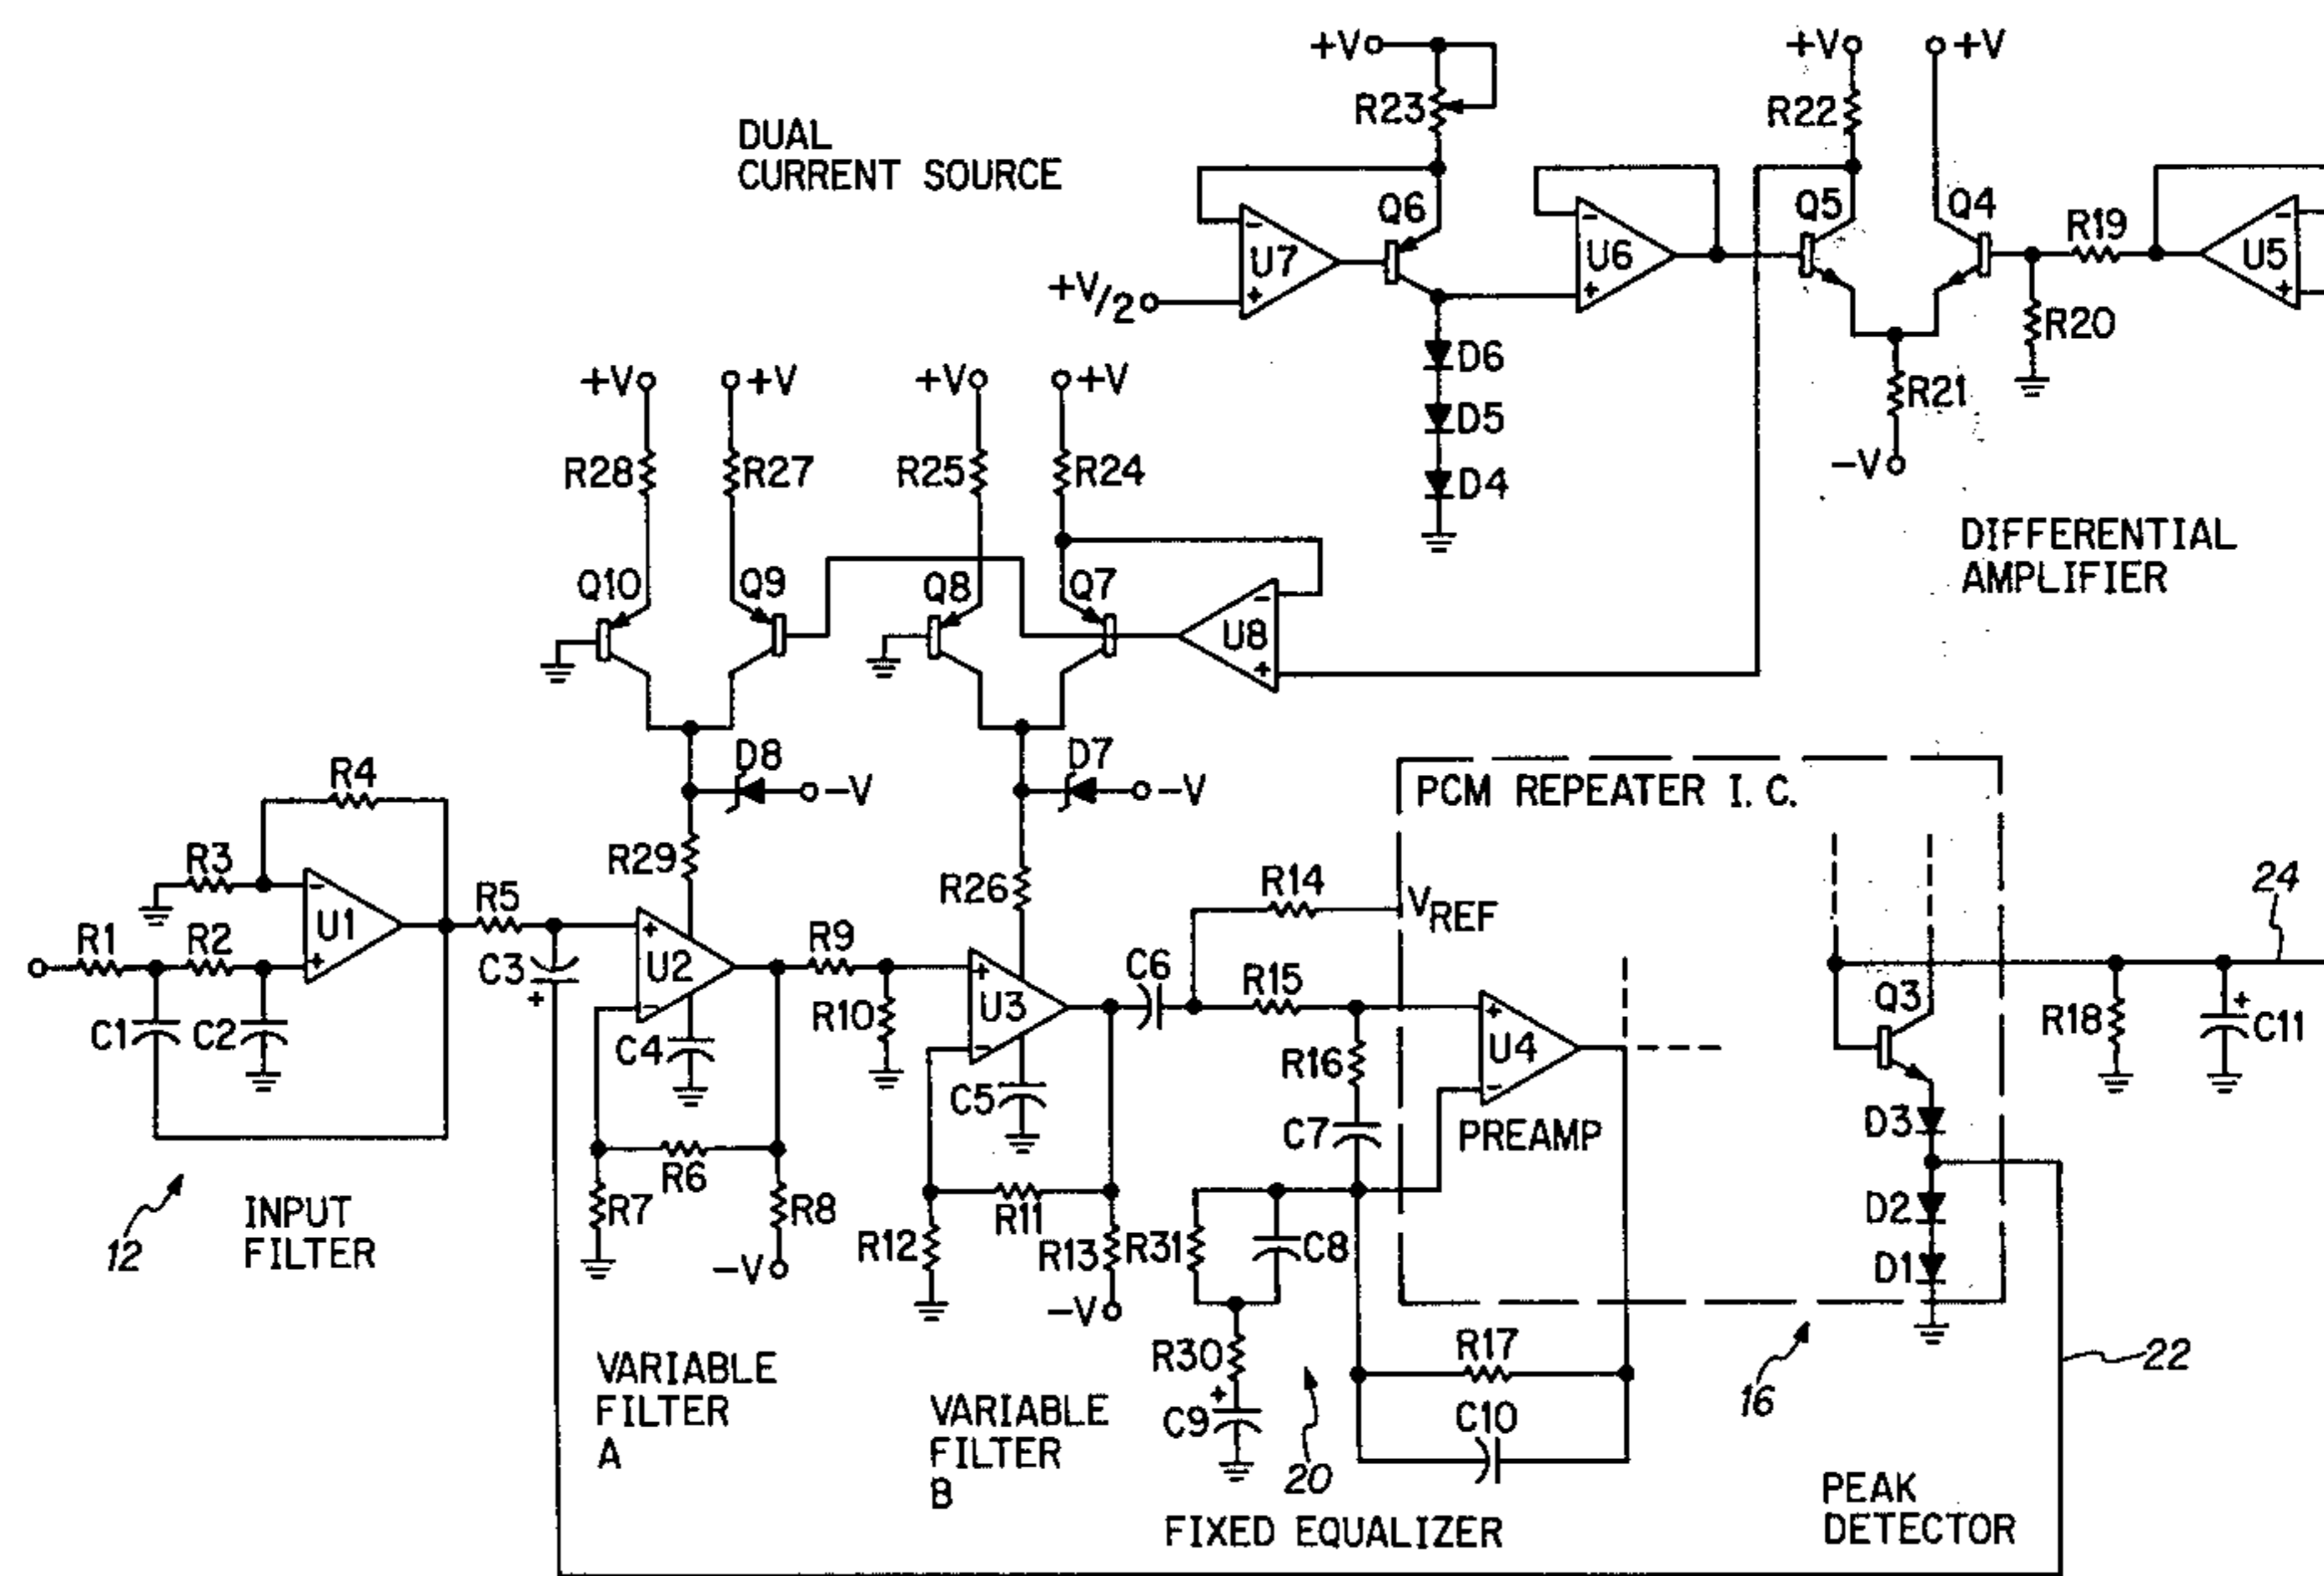 +V
+V
+V
R23
R22
DUAL
CURRENT SOURCE
Q6
Q5
Q4
R19
-
U7
+
-
U6
+
-
U5
+
+V/2
R20
D6
R21
+V
+V
+V
+V
D5
-V
R28
R27
R25
R24
D4
DIFFERENTIAL
AMPLIFIER
Q10
Q9
Q8
Q7
-
U8
+
D8
-V
D7
-V
PCM REPEATER I. C.
R4
R3
R29
R26
R14
VREF
24
-
U1
+
R5
R1
R2
C3
+
+
U2
-
R9
C6
R15
Q3
+
U3
-
R10
C1
C2
C4
R16
+
U4
-
R18
+
C11
C5
C7
PREAMP
D3
R6
R7
R8
-V
R11
R12
R13
-V
R31
C8
D2
D1
12
INPUT
FILTER
R30
R17
22
16
VARIABLE
FILTER
A
VARIABLE
FILTER
B
+
C9
C10
20
FIXED EQUALIZER
PEAK
DETECTOR